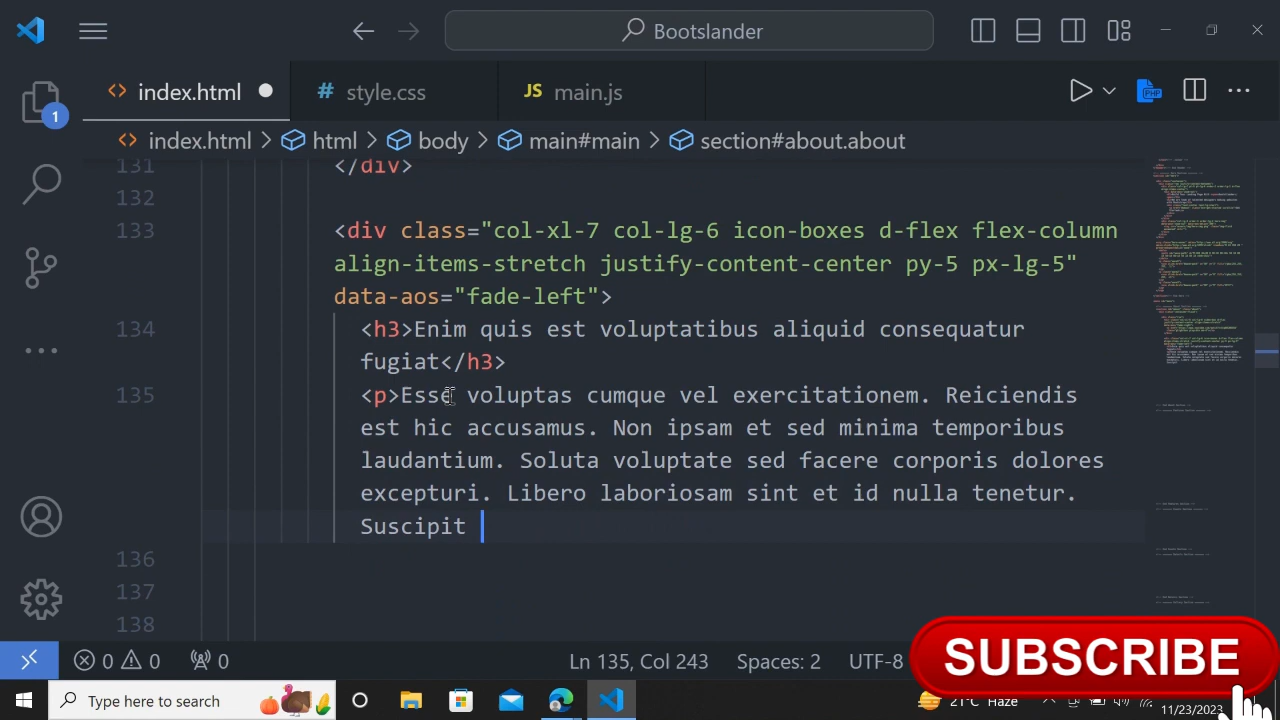 Bootslander
1
index.html
# style.css
JS main.js
PHP
index.html > html > body > main#main > section#about.about
131 </div>
132
133 <div class="col-xl-7 col-lg-6 icon-boxes d-flex flex-column
align-items-stretch justify-content-center py-5 px-lg-5"
data-aos="fade-left">
134 <h3>Enim quis est voluptatibus aliquid consequatur
fugiat</h3>
135 <p>Esse voluptas cumque vel exercitationem. Reiciendis
est hic accusamus. Non ipsam et sed minima temporibus
laudantium. Soluta voluptate sed facere corporis dolores
excepturi. Libero laboriosam sint et id nulla tenetur.
Suscipit
136
137
138
0 0 0 Ln 135, Col 243 Spaces: 2 UTF-8
SUBSCRIBE
Type here to search
21°C Haze
11/23/2023